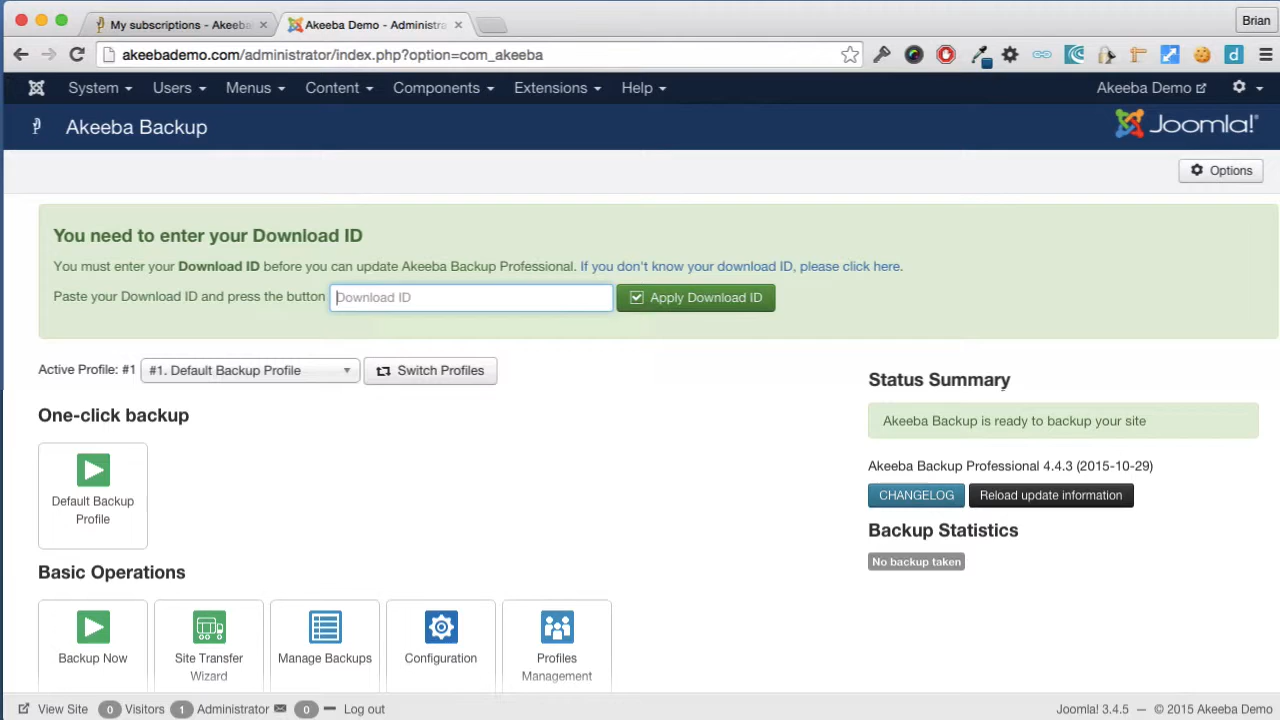 My subscriptions - Akeeba
Akeeba Demo - Administra
Brian
akeebademo.com/administrator/index.php?option=com_akeeba
System Users Menus Content Components Extensions Help
Akeeba Demo
Akeeba Backup
Joomla!
Options
You need to enter your Download ID
You must enter your Download ID before you can update Akeeba Backup Professional. If you don't know your download ID, please click here.
Paste your Download ID and press the button Download ID Apply Download ID
Active Profile: #1 #1. Default Backup Profile Switch Profiles
Status Summary
Akeeba Backup is ready to backup your site
Akeeba Backup Professional 4.4.3 (2015-10-29)
CHANGELOG Reload update information
Backup Statistics
No backup taken
One-click backup
Default Backup
Profile
Basic Operations
Backup Now
Site Transfer
Wizard
Manage Backups
Configuration
Profiles
Management
View Site 0 Visitors 1 Administrator 0 Log out
Joomla! 3.4.5 — © 2015 Akeeba Demo